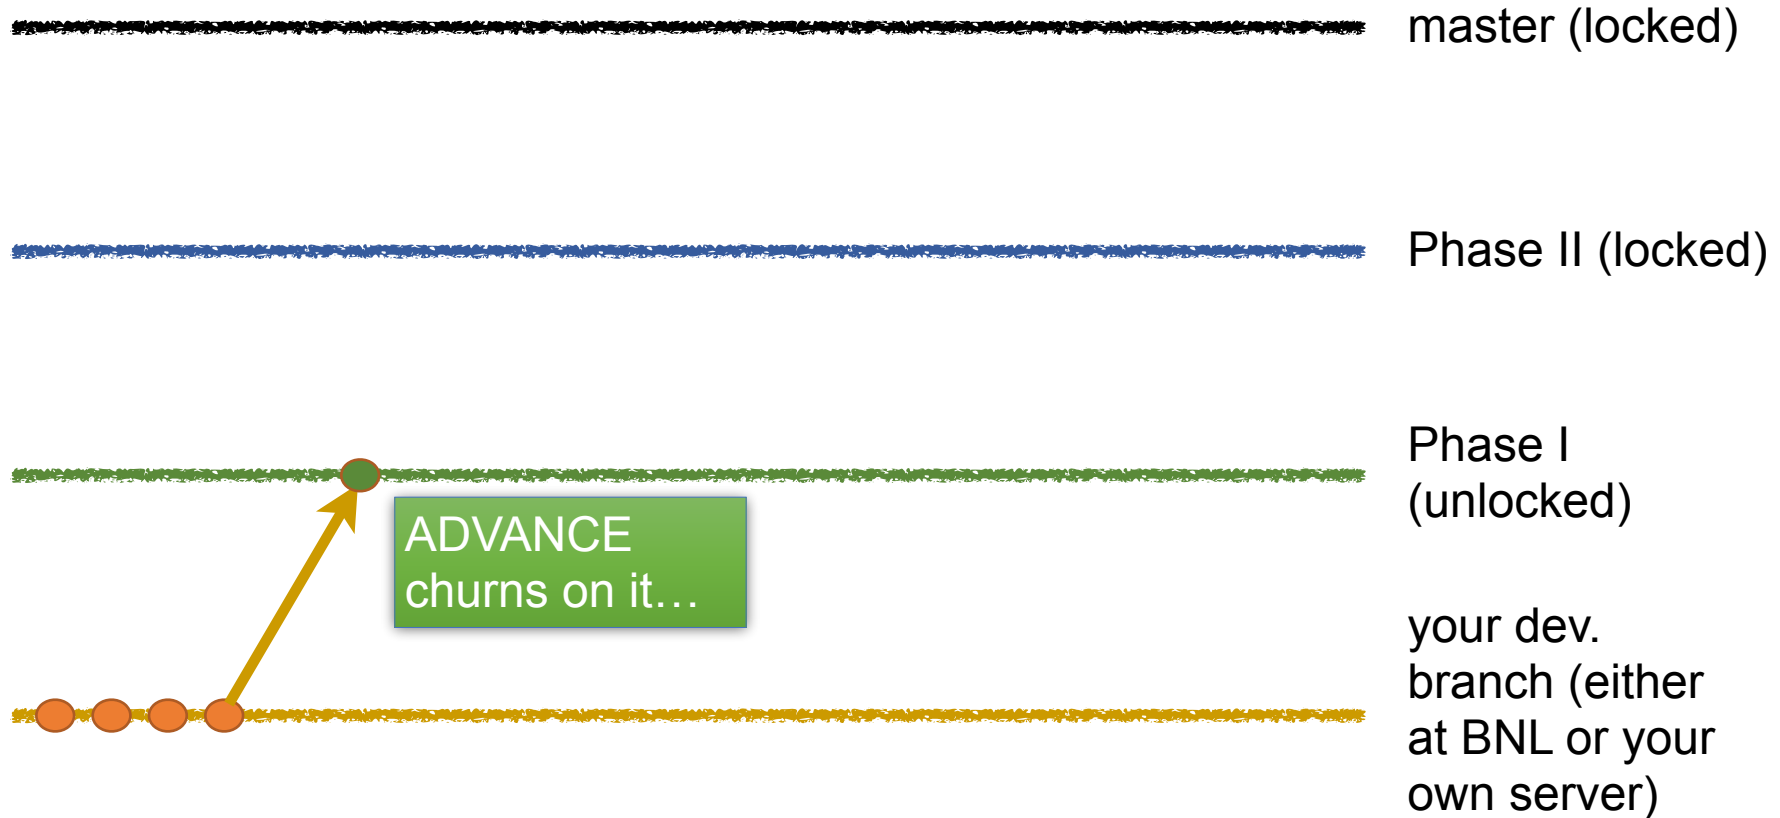 master (locked)
Phase II (locked)
Phase I
(unlocked)
ADVANCE
churns on it…
your dev.
branch (either
at BNL or your
own server)